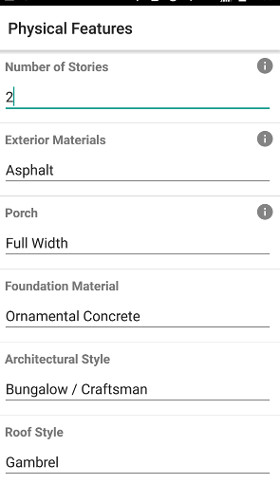 Physical Features
Number of Stories
2
Exterior Materials
Asphalt
Porch
Full Width
Foundation Material
Ornamental Concrete
Architectural Style
Bungalow / Craftsman
Roof Style
Gambrel